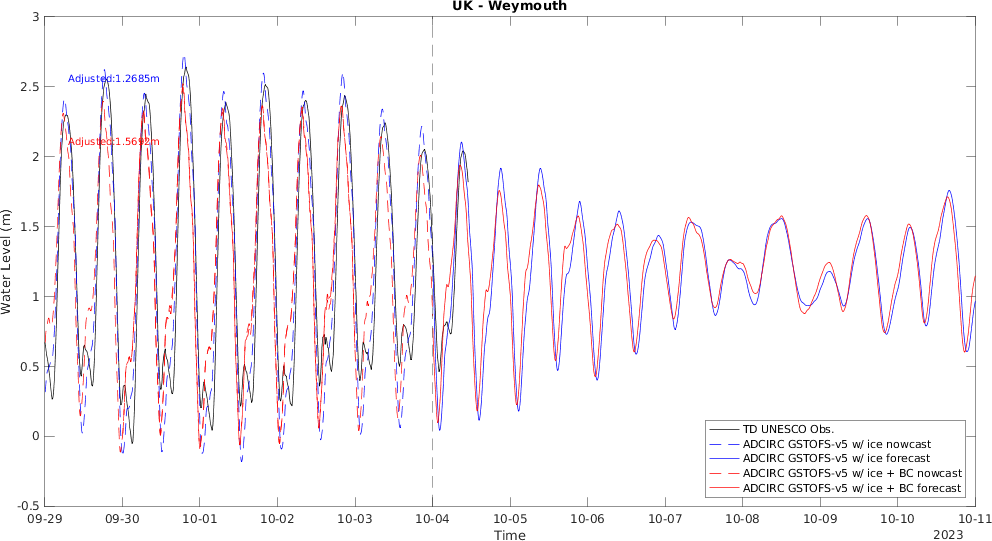 UK - Weymouth
3
2.5
2
1.5
1
0.5
0
-0.5
Water Level (m)
Adjusted:1.2685m
Adjusted:1.5692m
TD UNESCO Obs.
ADCIRC GSTOFS-v5 w/ ice nowcast
ADCIRC GSTOFS-v5 w/ ice forecast
ADCIRC GSTOFS-v5 w/ ice + BC nowcast
ADCIRC GSTOFS-v5 w/ ice + BC forecast
09-29 09-30 10-01 10-02 10-03 10-04 10-05 10-06 10-07 10-08 10-09 10-10 10-11
Time
2023